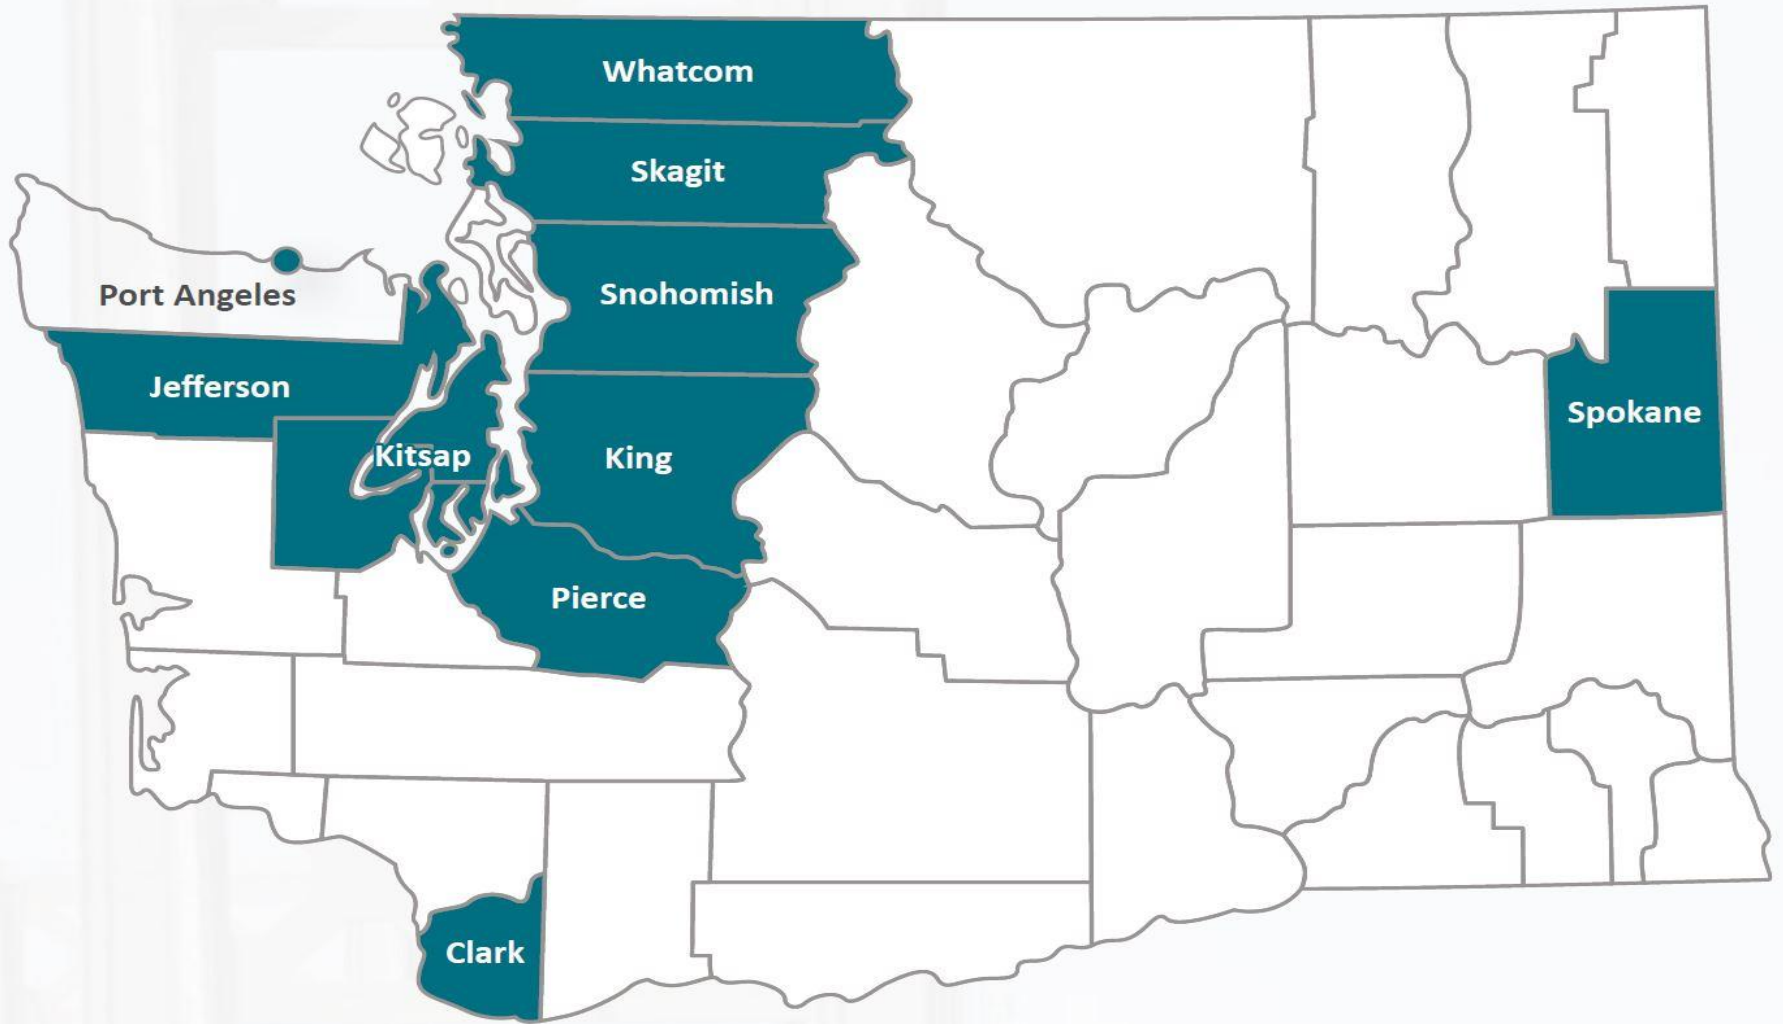 Whatcom
Skagit
Snohomish
Port Angeles
Jefferson
Spokane
Kitsap
King
Pierce
Clark